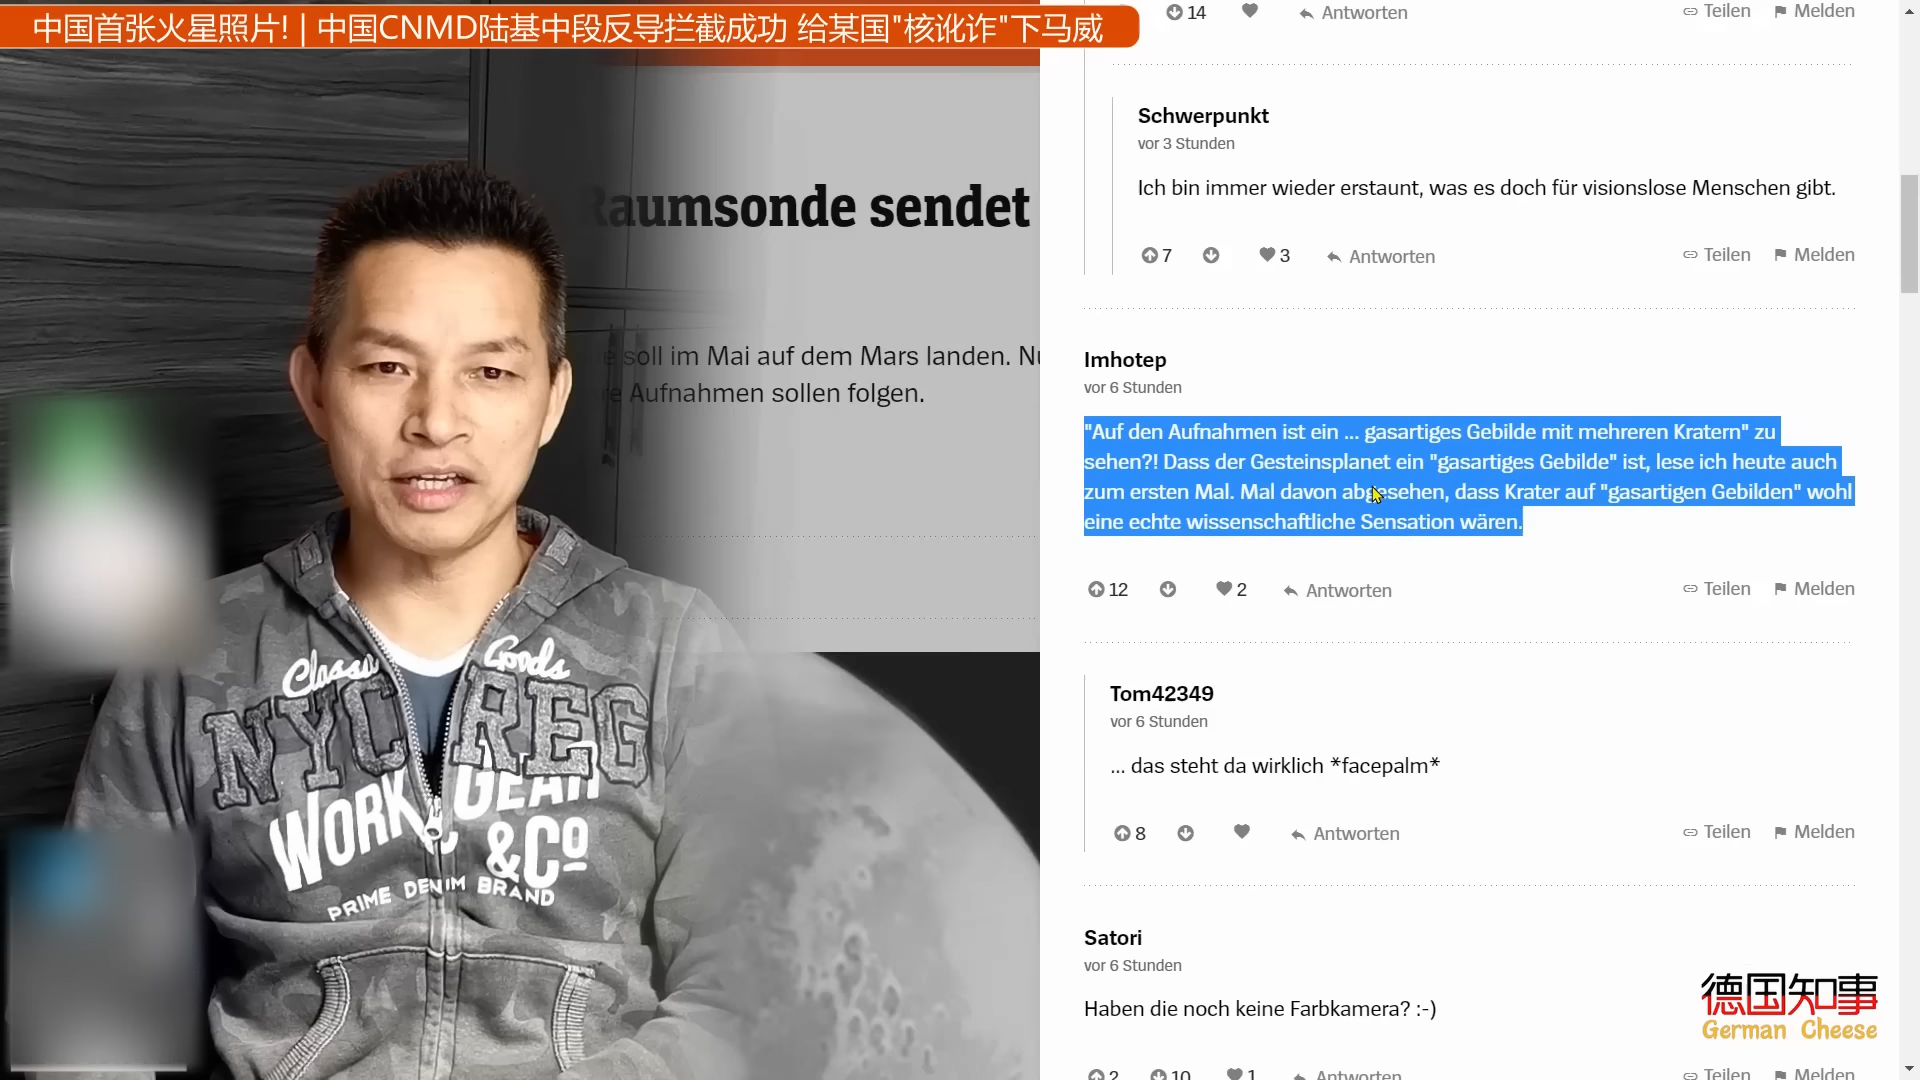 中国首张火星照片! | 中国CNMD陆基中段反导拦截成功 给某国"核讹诈"下马威
14 Antworten Teilen Melden
Raumsonde sendet
soll im Mai auf dem Mars landen.
Aufnahmen sollen folgen.
Classic Goods
NYC REG
WORK GEAR
&Co
PRIME DENIM BRAND
Schwerpunkt
vor 3 Stunden
Ich bin immer wieder erstaunt, was es doch für visionslose Menschen gibt.
7 3 Antworten Teilen Melden
Imhotep
vor 6 Stunden
"Auf den Aufnahmen ist ein ... gasartiges Gebilde mit mehreren Kratern" zu
sehen?! Dass der Gesteinsplanet ein "gasartiges Gebilde" ist, lese ich heute auch
zum ersten Mal. Mal davon abgesehen, dass Krater auf "gasartigen Gebilden" wohl
eine echte wissenschaftliche Sensation wären.
12 2 Antworten Teilen Melden
Tom42349
vor 6 Stunden
... das steht da wirklich *facepalm*
8 Antworten Teilen Melden
Satori
vor 6 Stunden
Haben die noch keine Farbkamera? :-)
2 10 1 Antworten Teilen Melden
德国知事
German Cheese